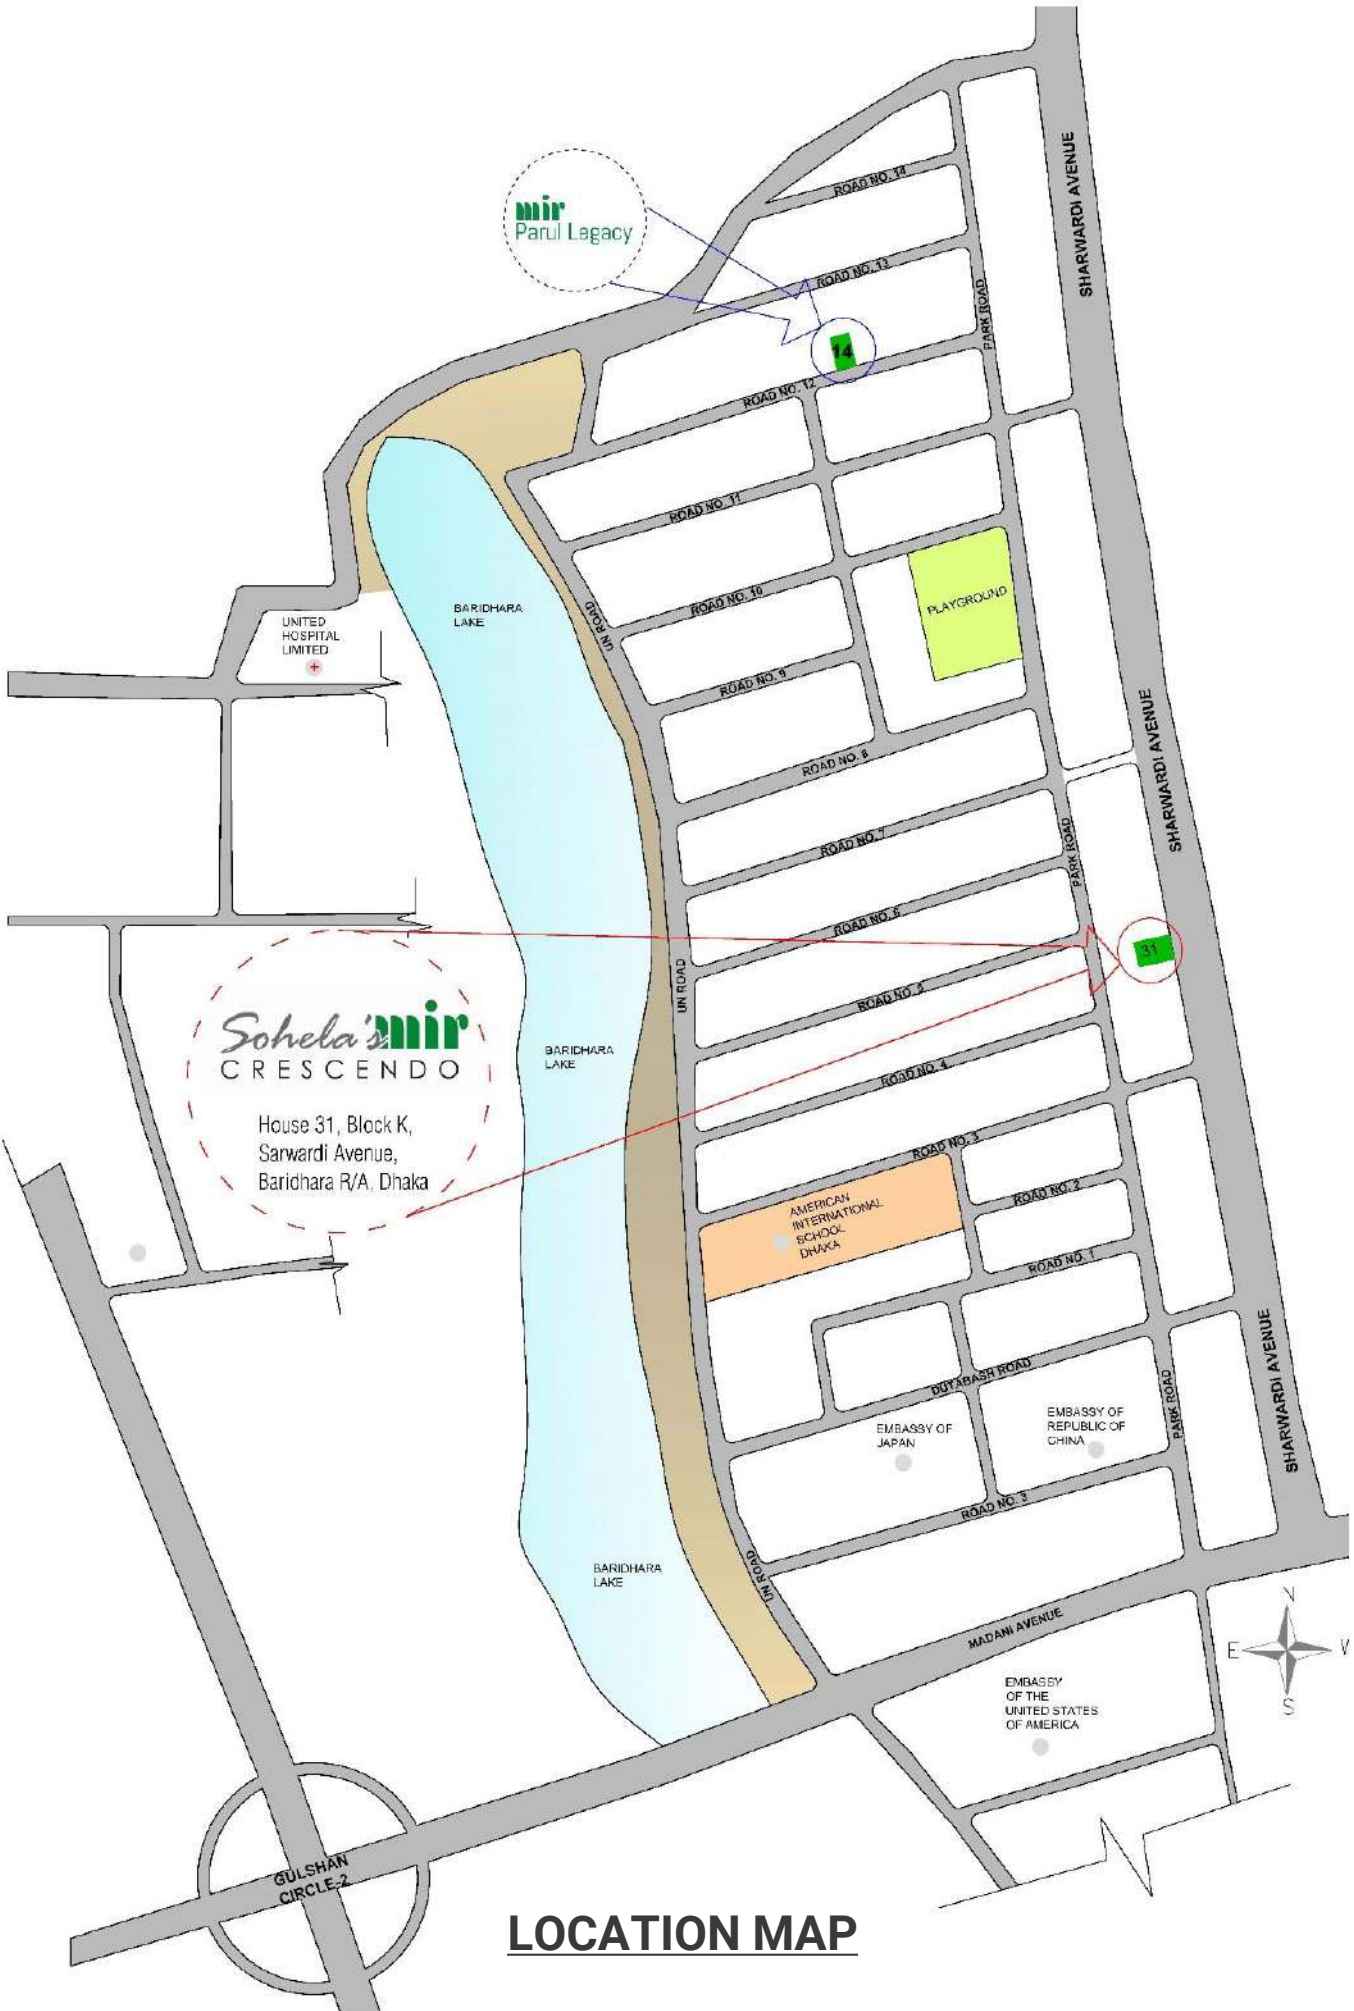 SHARWARDI AVENUE
ROAD NO. 14
mir
Parul Legacy
ROAD NO. 13
PARK ROAD
14
ROAD NO. 12
ROAD NO. 11
PLAYGROUND
ROAD NO. 10
UN ROAD
BARIDHARA
LAKE
UNITED
HOSPITAL
LIMITED
ROAD NO. 9
SHARWARDI AVENUE
ROAD NO. 8
ROAD NO. 7
PARK ROAD
ROAD NO. 6
31
UN ROAD
ROAD NO. 5
Sohela's mir
CRESCENDO
House 31, Block K,
Sarwardi Avenue,
Baridhara R/A, Dhaka
BARIDHARA
LAKE
ROAD NO. 4
ROAD NO. 3
ROAD NO. 2
AMERICAN
INTERNATIONAL
SCHOOL
DHAKA
ROAD NO. 1
SHARWARDI AVENUE
DUTABASH ROAD
PARK ROAD
EMBASSY OF
JAPAN
EMBASSY OF
REPUBLIC OF
CHINA
ROAD NO. 3
BARIDHARA
LAKE
UN ROAD
MADANI AVENUE
N
E
S
EMBASSY
OF THE
UNITED STATES
OF AMERICA
GULSHAN
CIRCLE-2
LOCATION MAP